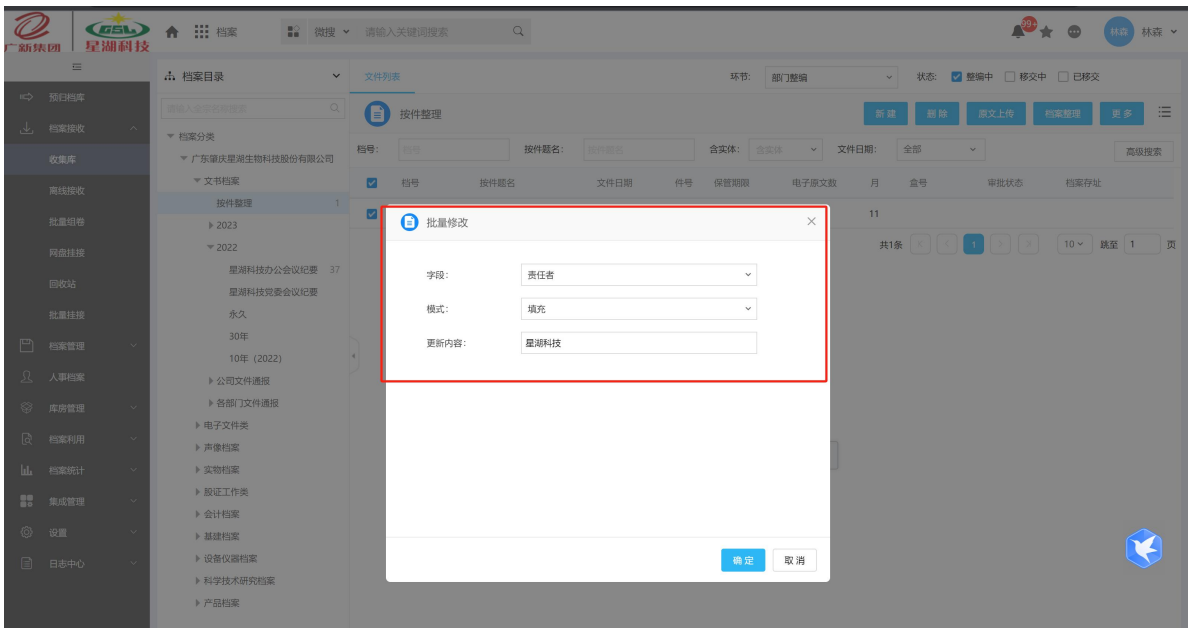 广新集团
星湖科技
档案
微搜
请输入关键词搜索
99+
林森
林森
预归档库
档案接收
收集库
离线接收
批量组卷
网盘挂接
回收站
批量挂接
档案管理
人事档案
库房管理
档案利用
档案统计
集成管理
设置
日志中心
档案目录
档案分类
广东肇庆星湖生物科技股份有限公司
文书档案
按件整理 1
2023
2022
星湖科技办公会议纪要 37
星湖科技党委会议纪要
永久
30年
10年 (2022)
公司文件通报
各部门文件通报
电子文件类
声像档案
实物档案
股证工作类
会计档案
基建档案
设备仪器档案
科学技术研究档案
产品档案
文件列表
环节: 部门整编 状态: 整编中 移交中 已移交
按件整理
新建 删除 原文上传 档案整理 更多
档号: 档号 按件题名: 按件题名 含实体: 含实体 文件日期: 全部 高级搜索
档号 按件题名 文件日期 件号 保管期限 电子原文数 月 盒号 审批状态 档案存址
11
共1条 1 10 跳至 1 页
批量修改
字段: 责任者
模式: 填充
更新内容: 星湖科技
确定 取消